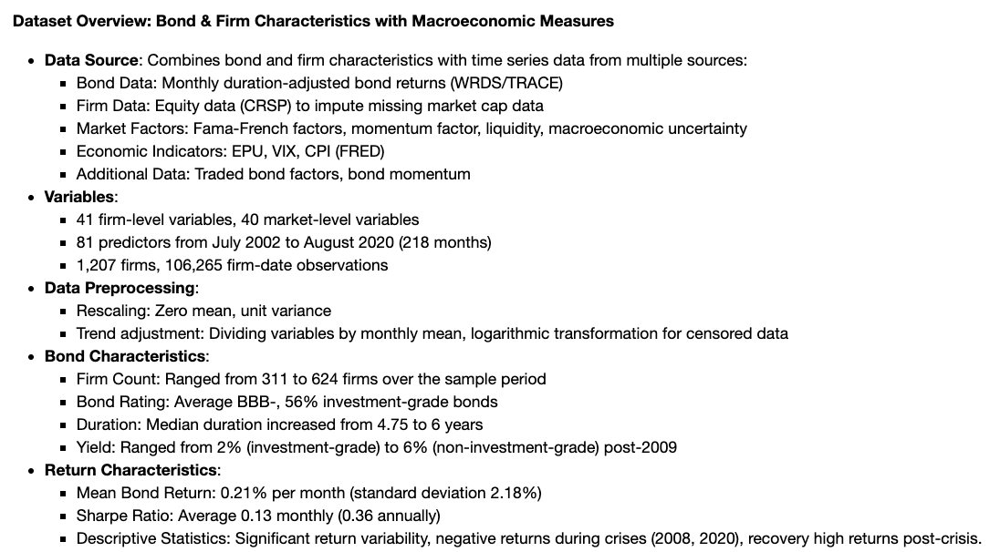 Dataset Overview: Bond & Firm Characteristics with Macroeconomic Measures
• Data Source: Combines bond and firm characteristics with time series data from multiple sources:
▪ Bond Data: Monthly duration-adjusted bond returns (WRDS/TRACE)
▪ Firm Data: Equity data (CRSP) to impute missing market cap data
▪ Market Factors: Fama-French factors, momentum factor, liquidity, macroeconomic uncertainty
▪ Economic Indicators: EPU, VIX, CPI (FRED)
▪ Additional Data: Traded bond factors, bond momentum
• Variables:
▪ 41 firm-level variables, 40 market-level variables
▪ 81 predictors from July 2002 to August 2020 (218 months)
▪ 1,207 firms, 106,265 firm-date observations
• Data Preprocessing:
▪ Rescaling: Zero mean, unit variance
▪ Trend adjustment: Dividing variables by monthly mean, logarithmic transformation for censored data
• Bond Characteristics:
▪ Firm Count: Ranged from 311 to 624 firms over the sample period
▪ Bond Rating: Average BBB-, 56% investment-grade bonds
▪ Duration: Median duration increased from 4.75 to 6 years
▪ Yield: Ranged from 2% (investment-grade) to 6% (non-investment-grade) post-2009
• Return Characteristics:
▪ Mean Bond Return: 0.21% per month (standard deviation 2.18%)
▪ Sharpe Ratio: Average 0.13 monthly (0.36 annually)
▪ Descriptive Statistics: Significant return variability, negative returns during crises (2008, 2020), recovery high returns post-crisis.